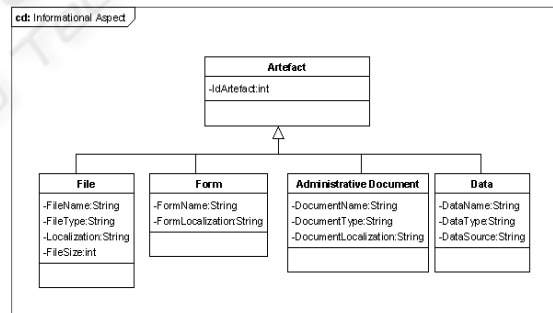 cd: Informational Aspect
Artefact
-IdArtefact:int
File
-FileName:String
-FileType:String
-Localization:String
-FileSize:int
Form
-FormName:String
-FormLocalization:String
Administrative Document
-DocumentName:String
-DocumentType:String
-DocumentLocalization:String
Data
-DataName:String
-DataType:String
-DataSource:String